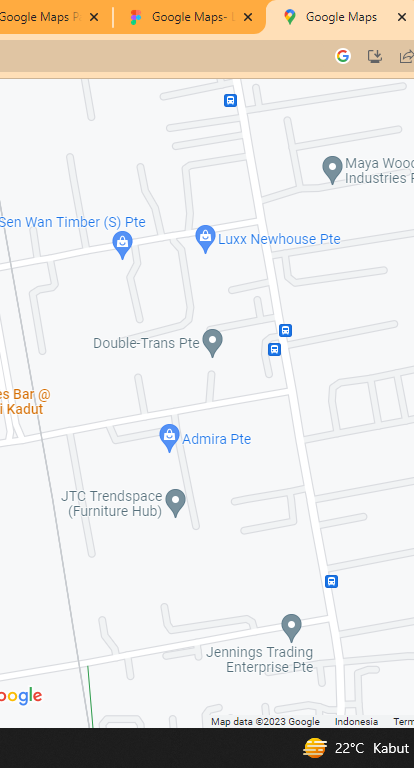 Google Maps P
Google Maps-
Google Maps
Maya Wood
Industries P
Sen Wan Timber (S) Pte
Luxx Newhouse Pte
Double-Trans Pte
es Bar @
i Kadut
Admira Pte
JTC Trendspace
(Furniture Hub)
Jennings Trading
Enterprise Pte
oogle
Map data ©2023 Google Indonesia Term
22°C Kabut